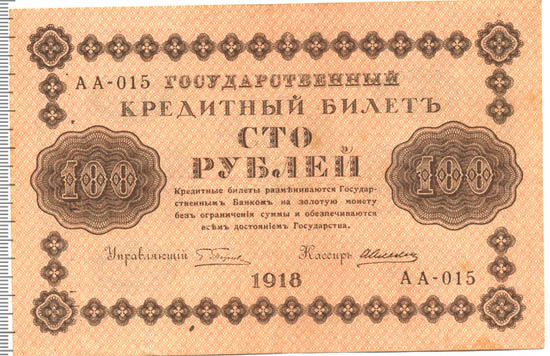 АА-015 ГОСУДАРСТВЕННЫЙ
КРЕДИТНЫЙ БИЛЕТЪ
СТО
РУБЛЕЙ
100
100
Кредитные билеты размѣниваются Государ-
ственнымъ Банкомъ на золотую монету
безъ ограниченія суммы и обезпечиваются
всѣмъ достояніемъ Государства.
Управляющій
Кассиръ
1918
АА-015